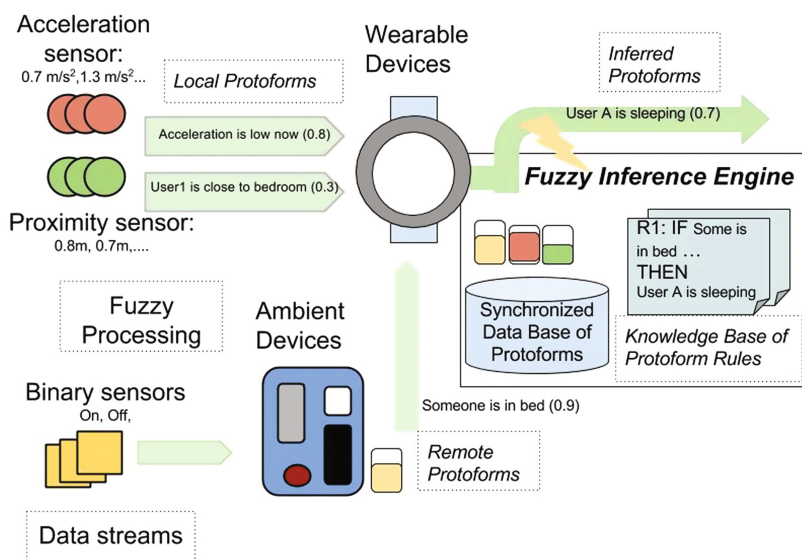 Acceleration
sensor:
0.7 m/s²,1.3 m/s²...
Local Protoforms
Wearable
Devices
Inferred
Protoforms
Acceleration is low now (0.8)
User A is sleeping (0.7)
User1 is close to bedroom (0.3)
Fuzzy Inference Engine
Proximity sensor:
0.8m, 0.7m,....
R1: IF Some is
in bed ...
THEN
User A is sleeping
Fuzzy
Processing
Ambient
Devices
Synchronized
Data Base of
Protoforms
Knowledge Base of
Protoform Rules
Binary sensors
On, Off,
Someone is in bed (0.9)
Remote
Protoforms
Data streams